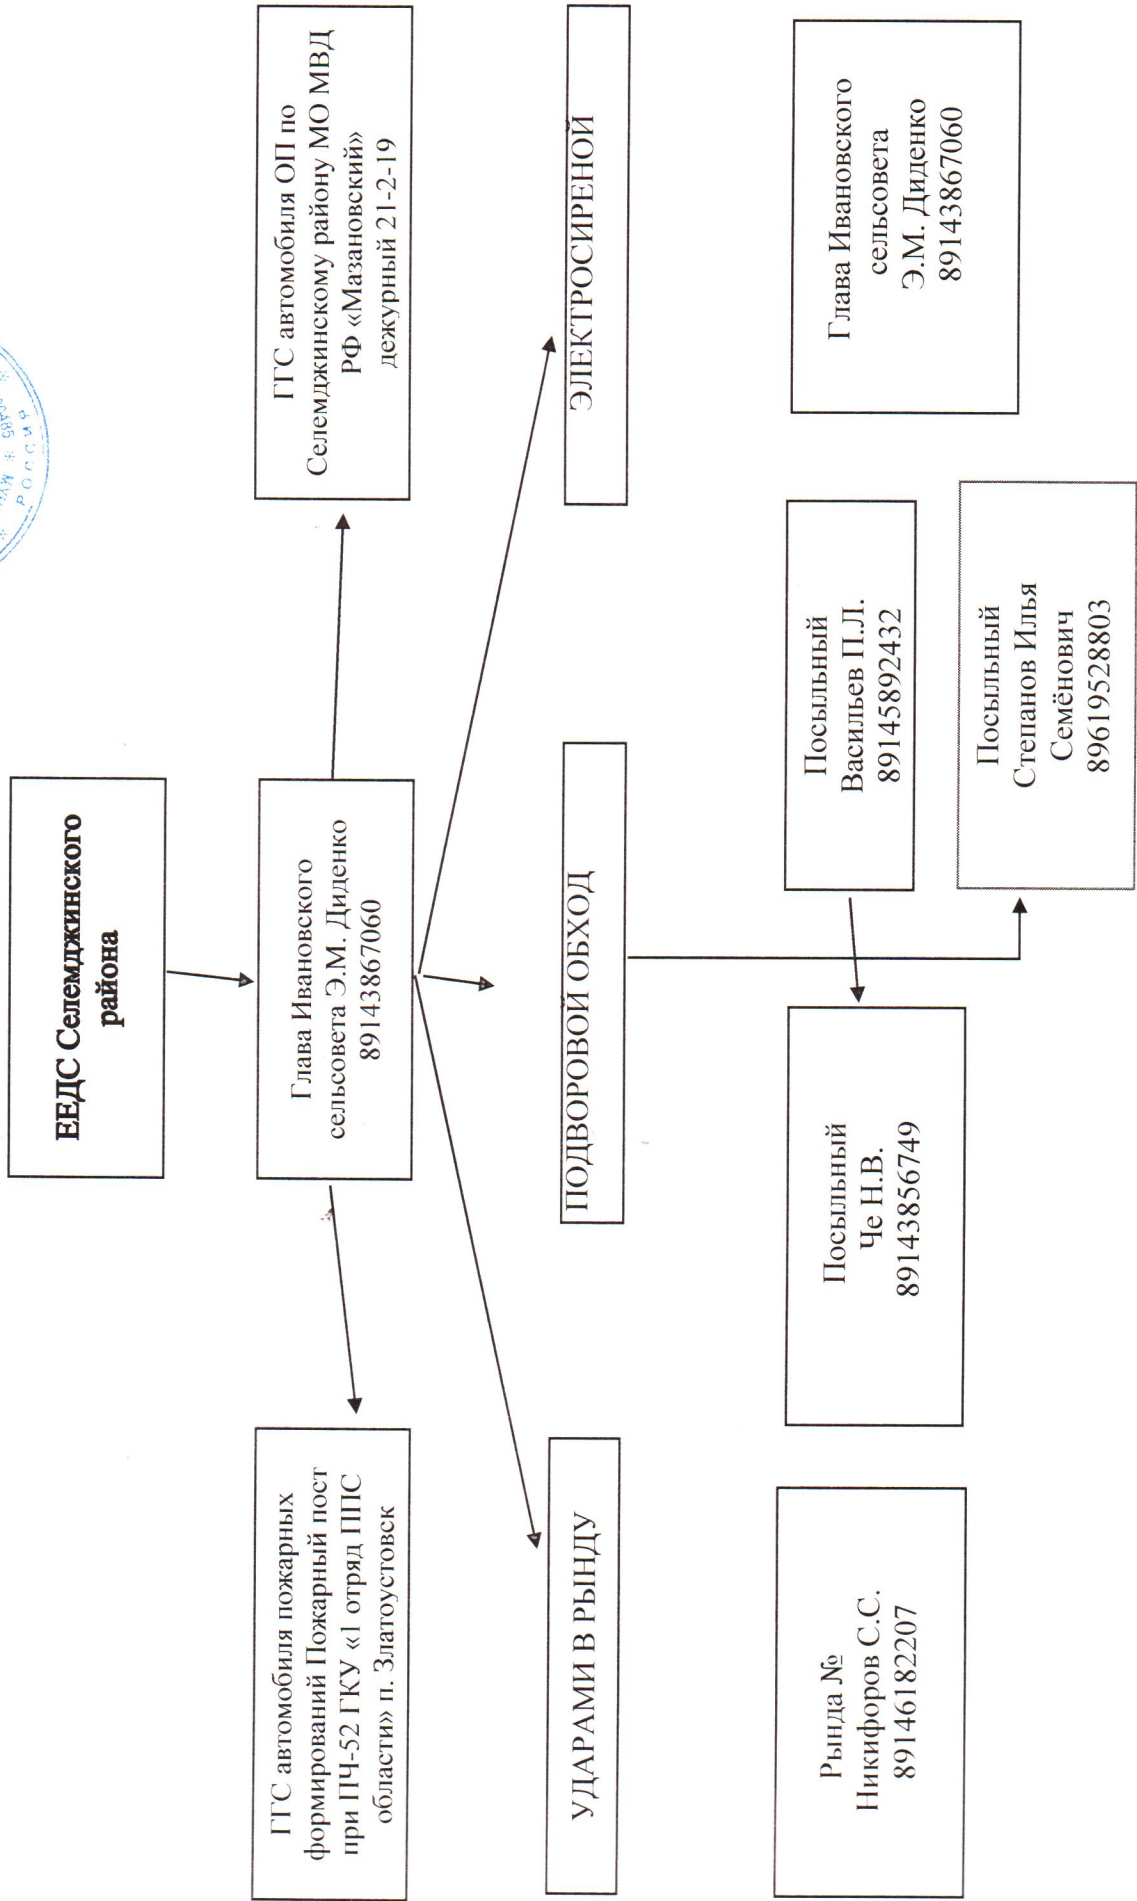 РОССИЯ
ЕЕДС Селемджинского
района
ГГС автомобиля пожарных
формирований Пожарный пост
при ПЧ-52 ГКУ «1 отряд ППС
области» п. Златоустовск
Глава Ивановского
сельсовета Э.М. Диденко
89143867060
ГГС автомобиля ОП по
Селемджинскому району МО МВД
РФ «Мазановский»
дежурный 21-2-19
УДАРАМИ В РЫНДУ
ПОДВОРОВОЙ ОБХОД
ЭЛЕКТРОСИРЕНОЙ
Рында №
Никифоров С.С.
89146182207
Посыльный
Че Н.В.
89143856749
Посыльный
Васильев П.Л.
89145892432
Глава Ивановского
сельсовета
Э.М. Диденко
89143867060
Посыльный
Степанов Илья
Семёнович
89619528803